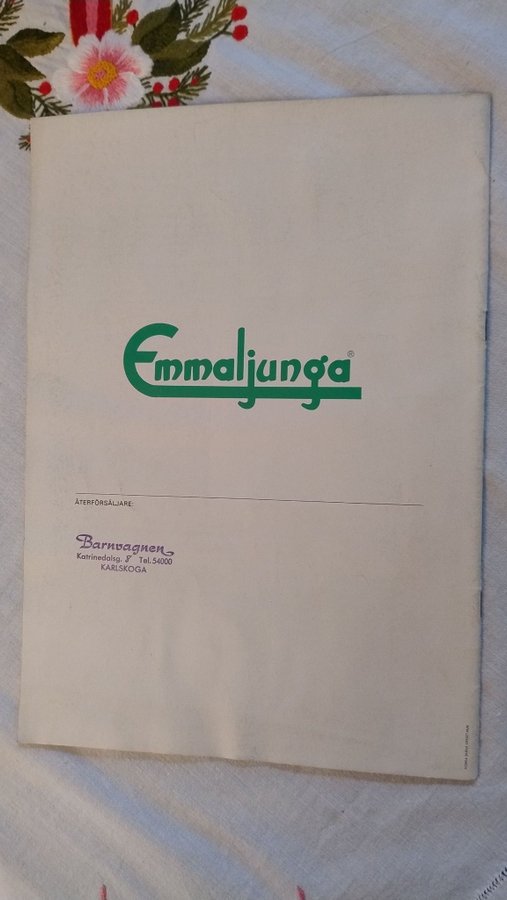 Emmaljunga®
ÅTERFÖRSÄLJARE:
Barnvagnen
Katrinedalsg. 8 Tel. 54000
KARLSKOGA